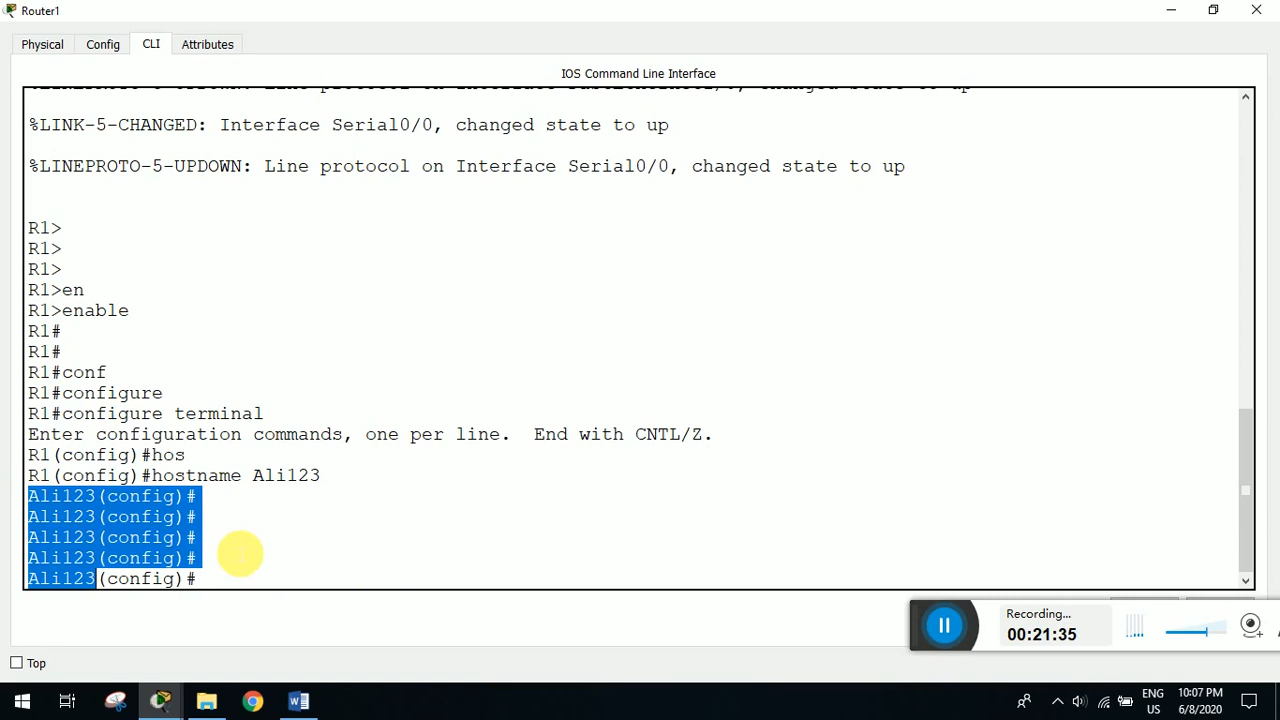 Router1
Physical Config CLI Attributes
IOS Command Line Interface
%LINK-5-CHANGED: Interface Serial0/0, changed state to up
%LINEPROTO-5-UPDOWN: Line protocol on Interface Serial0/0, changed state to up
R1>
R1>
R1>
R1>en
R1>enable
R1#
R1#
R1#conf
R1#configure
R1#configure terminal
Enter configuration commands, one per line. End with CNTL/Z.
R1(config)#hos
R1(config)#hostname Ali123
Ali123(config)#
Ali123(config)#
Ali123(config)#
Ali123(config)#
Ali123(config)#
Recording...
00:21:35
Top
ENG
US
10:07 PM
6/8/2020